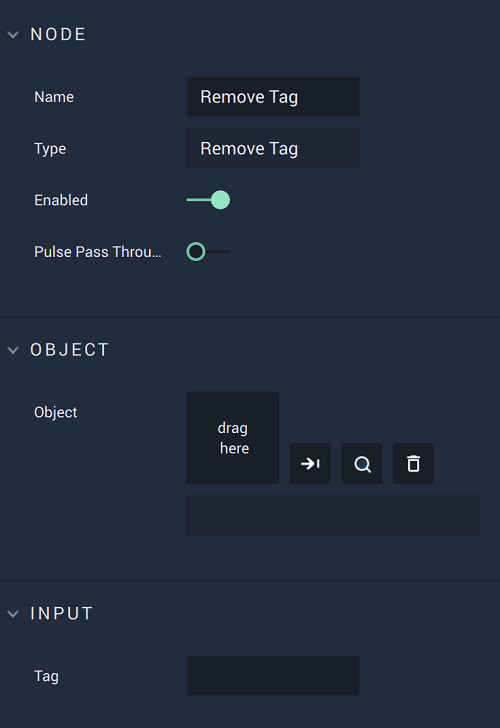 NODE
Name Remove Tag
Type Remove Tag
Enabled
Pulse Pass Throu...
OBJECT
Object
drag
here
INPUT
Tag